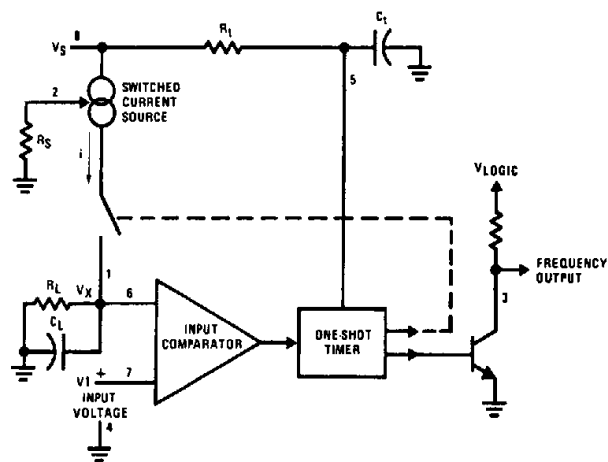 VS 8
Rt
Ct
5
2
SWITCHED
CURRENT
SOURCE
RS
i
VLOGIC
FREQUENCY
OUTPUT
3
1
RL
VX
6
CL
INPUT
COMPARATOR
ONE-SHOT
TIMER
V1 +
7
INPUT
VOLTAGE
4